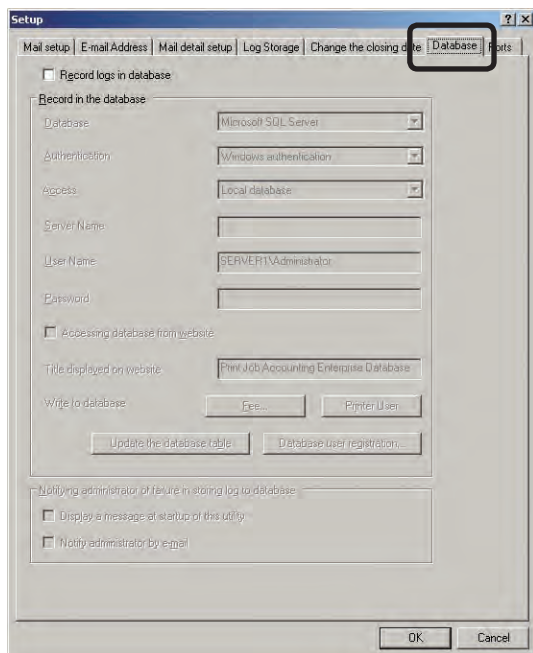 Setup
Mail setup E-mail Address Mail detail setup Log Storage Change the closing date Database Ports
Record logs in database
Record in the database
Database Microsoft SQL Server
Authentication Windows authentication
Access Local database
Server Name
User Name SERVER1\Administrator
Password
Accessing database from website
Title displayed on website Print Job Accounting Enterprise Database
Write to database Fee... Printer User
Update the database table Database user registration...
Notifying administrator of failure in storing log to database
Display a message at startup of this utility
Notify administrator by e-mail
OK Cancel